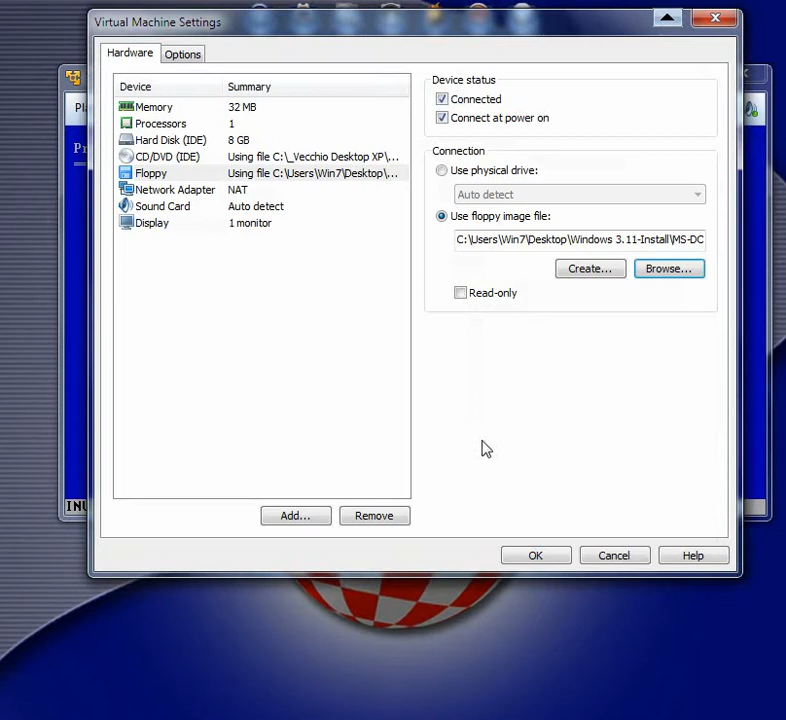 Virtual Machine Settings
Hardware
Options
Device Summary
Memory 32 MB
Processors 1
Hard Disk (IDE) 8 GB
CD/DVD (IDE) Using file C:\_Vecchio Desktop XP\,...
Floppy Using file C:\Users\Win7\Desktop\,...
Network Adapter NAT
Sound Card Auto detect
Display 1 monitor
Add...
Remove
Device status
Connected
Connect at power on
Connection
Use physical drive:
Auto detect
Use floppy image file:
C:\Users\Win7\Desktop\Windows 3.11-Install\MS-DC
Create...
Browse...
Read-only
OK
Cancel
Help